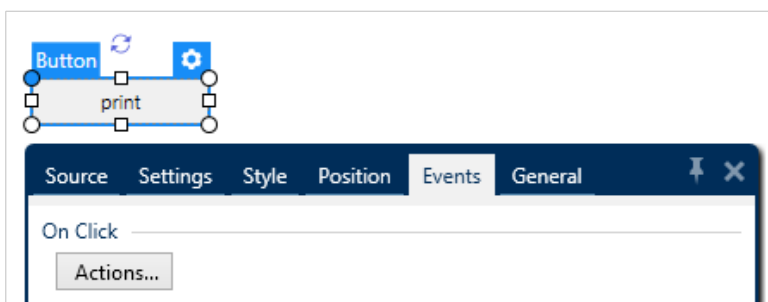 Button
print
Source Settings Style Position Events General
On Click
Actions...